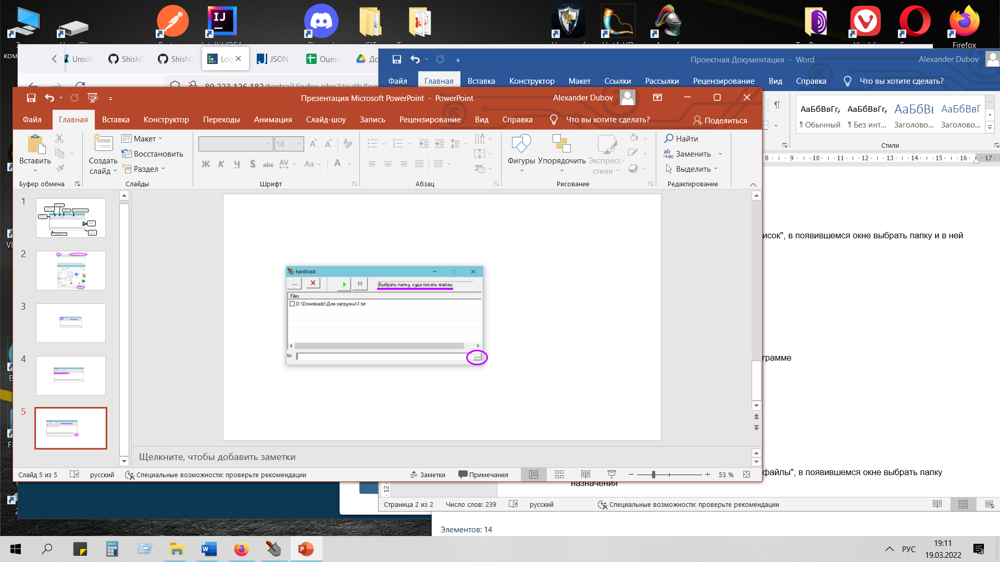 IJ
Firefox
Unsch
ShishC
ShishC
Log
JSON
Оцен
До
89.223.126.182/testrail/index.php?/auth/log
Проектная Документация - Word
Alexander Dubov
Файл Главная Вставка Конструктор Макет Ссылки Рассылки Рецензирование Вид Справка Что вы хотите сделать?
АаБбВвГг, АаБбВвГг, АаБбВв АаБбВвГ
¶ Обычный ¶ Без инт... Заголово... Заголово...
Стили
8 9 10 11 12 13 14 15 16 17
Презентация Microsoft PowerPoint - PowerPoint
Alexander Dubov
Файл Главная Вставка Конструктор Переходы Анимация Слайд-шоу Запись Рецензирование Вид Справка Что вы хотите сделать? Поделиться
Вставить
Буфер обмена
Создать слайд
Макет
Восстановить
Раздел
Слайды
18
Ж К Ч S abc AV Aa А
Шрифт
Абзац
Фигуры Упорядочить Экспресс-стили
Рисование
Найти
Заменить
Выделить
Редактирование
1
2
3
4
5
hardload
Выбрать папку, куда писать файлы
Files
D:\Downloads\Для загрузки\1.txt
to:
исок", в появившемся окне выбрать папку и в ней
грамме
файлы", в появившемся окне выбрать папку
назначения
Щелкните, чтобы добавить заметки
Слайд 5 из 5 русский Специальные возможности: проверьте рекомендации Заметки Примечания 53 %
12
Страница 2 из 2 Число слов: 239 русский Специальные возможности: проверьте рекомендации
Элементов: 14
РУС
19:11
19.03.2022